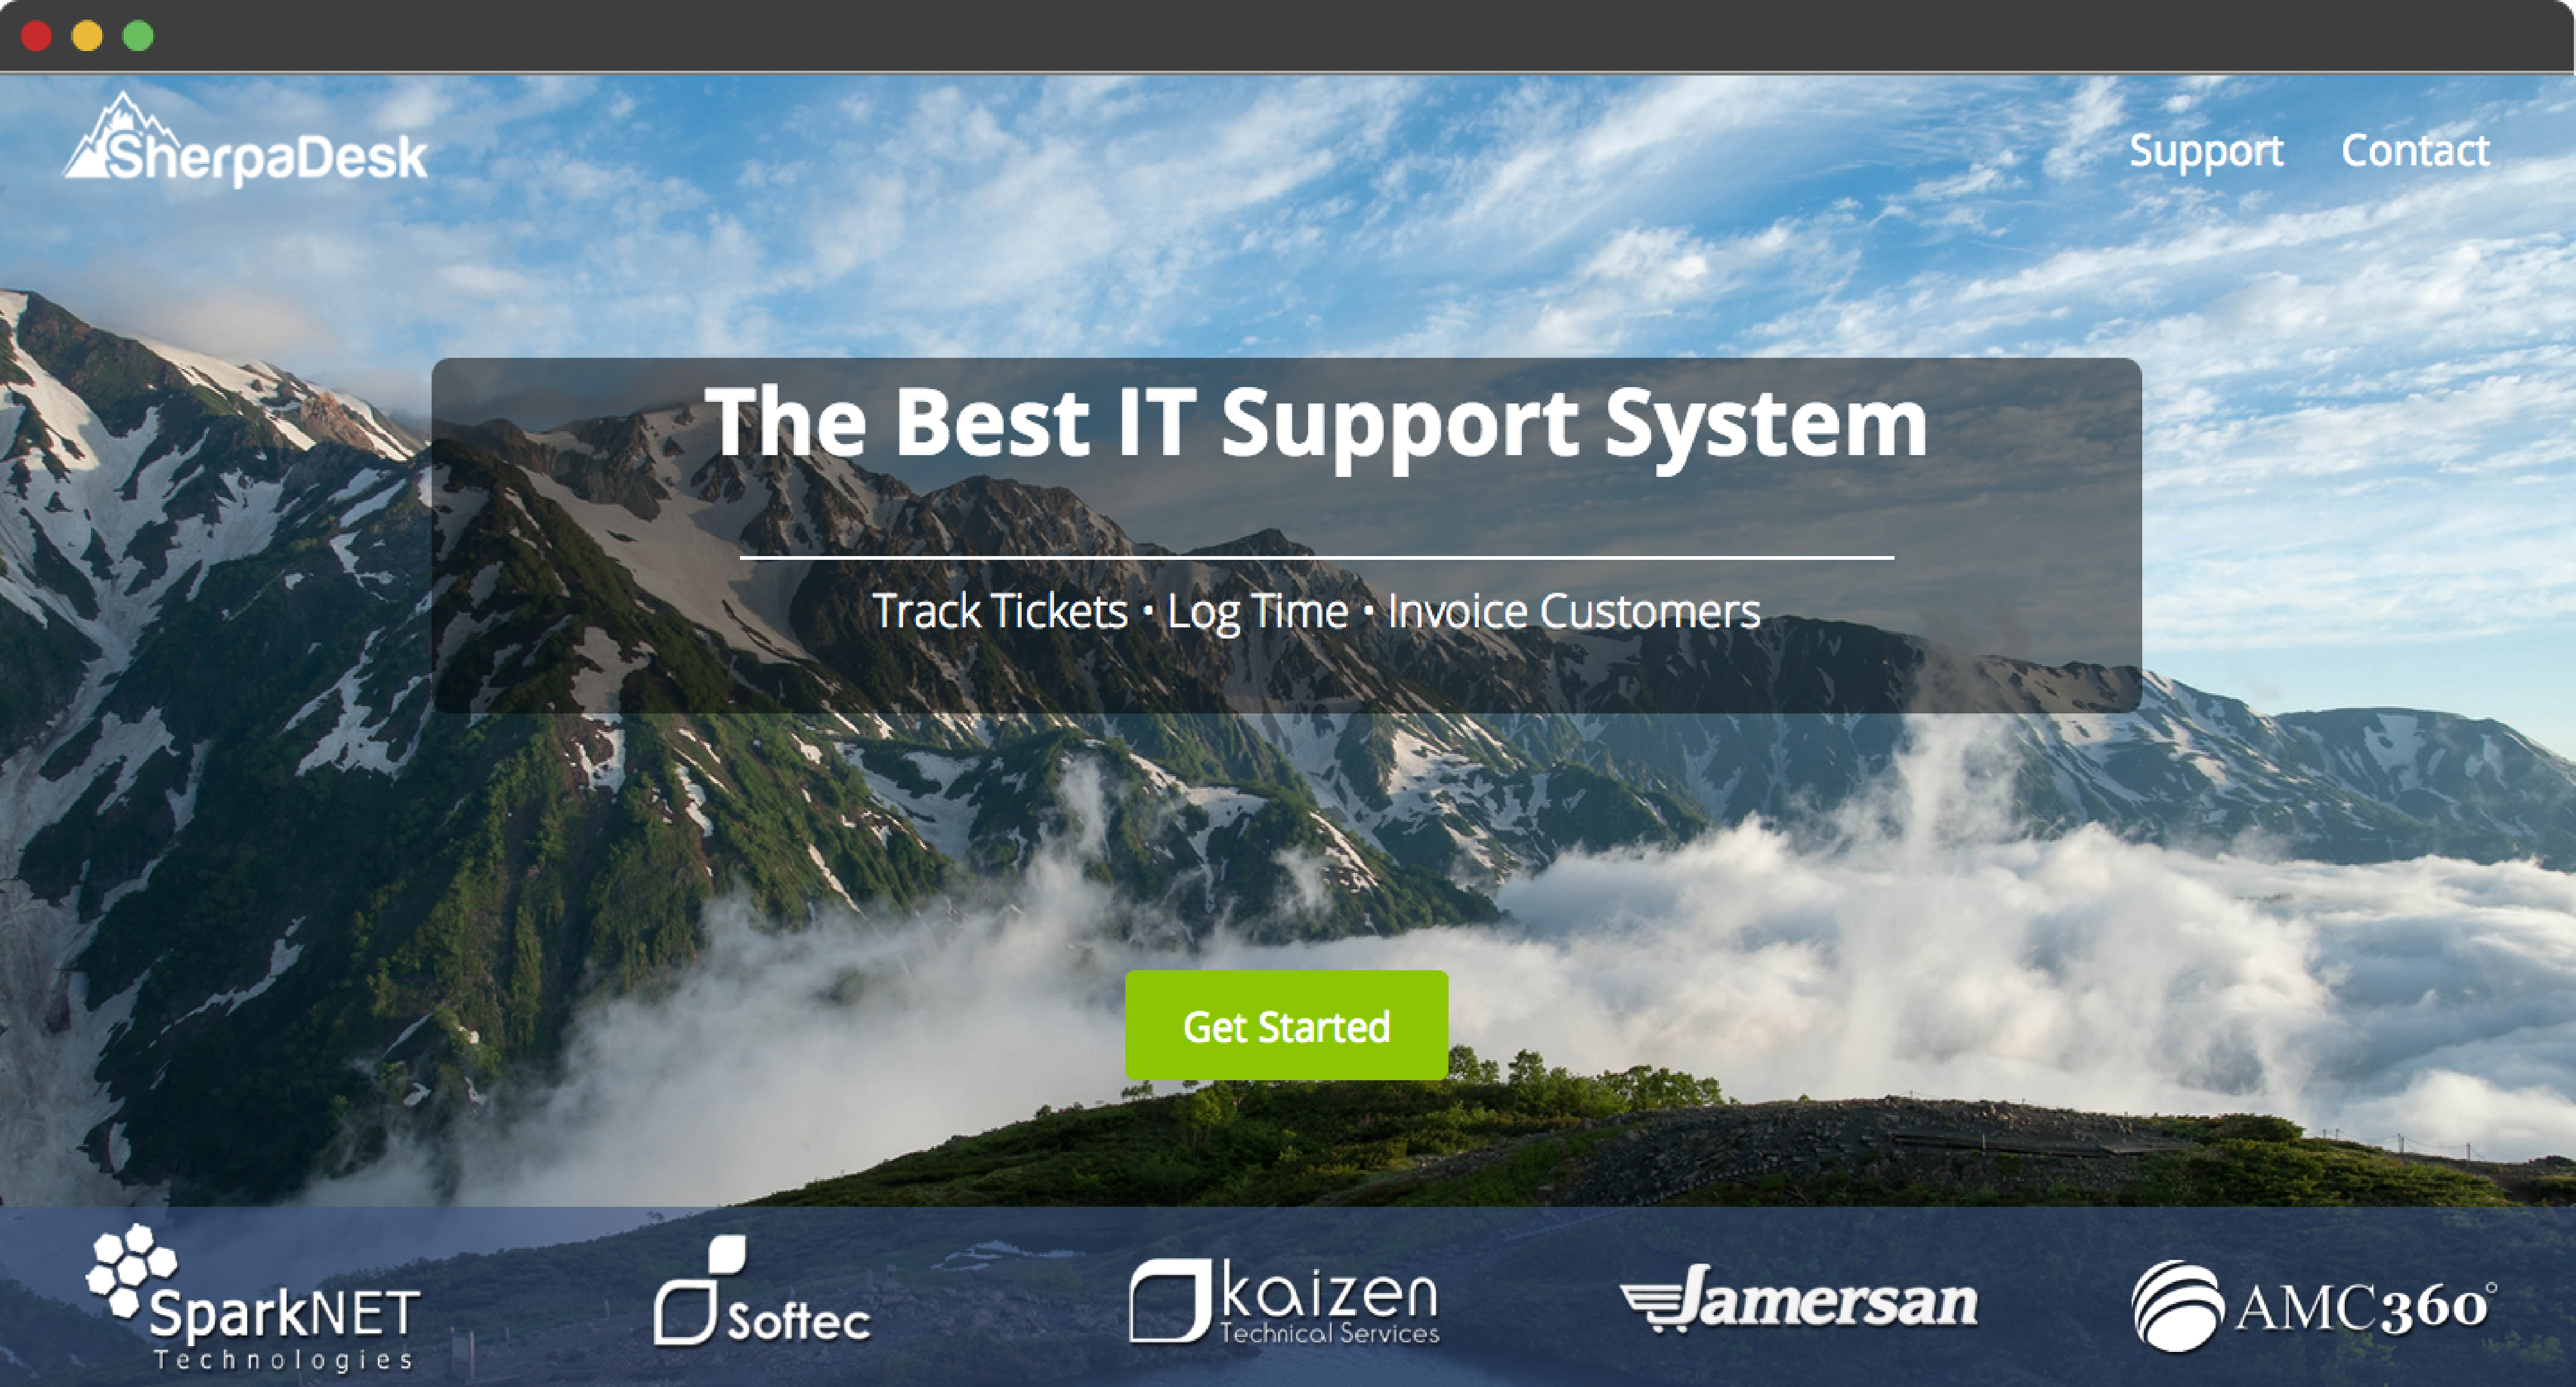 SherpaDesk
Support
Contact
The Best IT Support System
Track Tickets • Log Time • Invoice Customers
Get Started
SparkNET
Technologies
Softec
kaizen
Technical Services
Jamersan
AMC360°